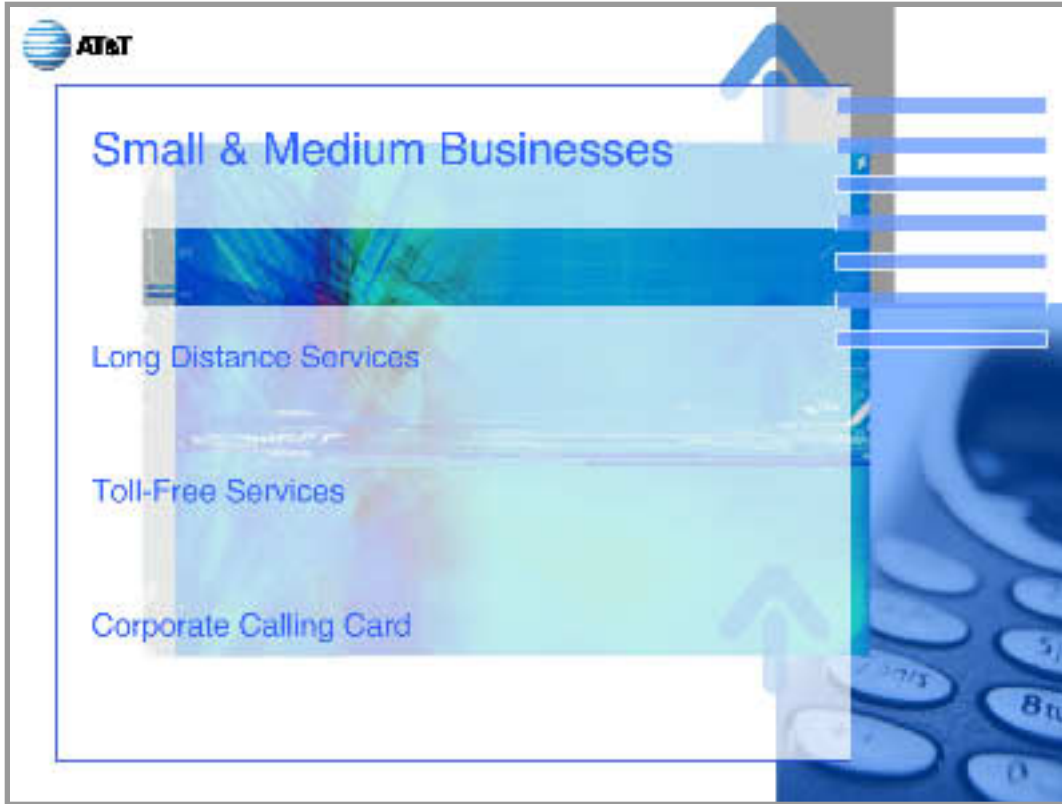 AT&T
Small & Medium Businesses
Long Distance Services
Toll-Free Services
Corporate Calling Card